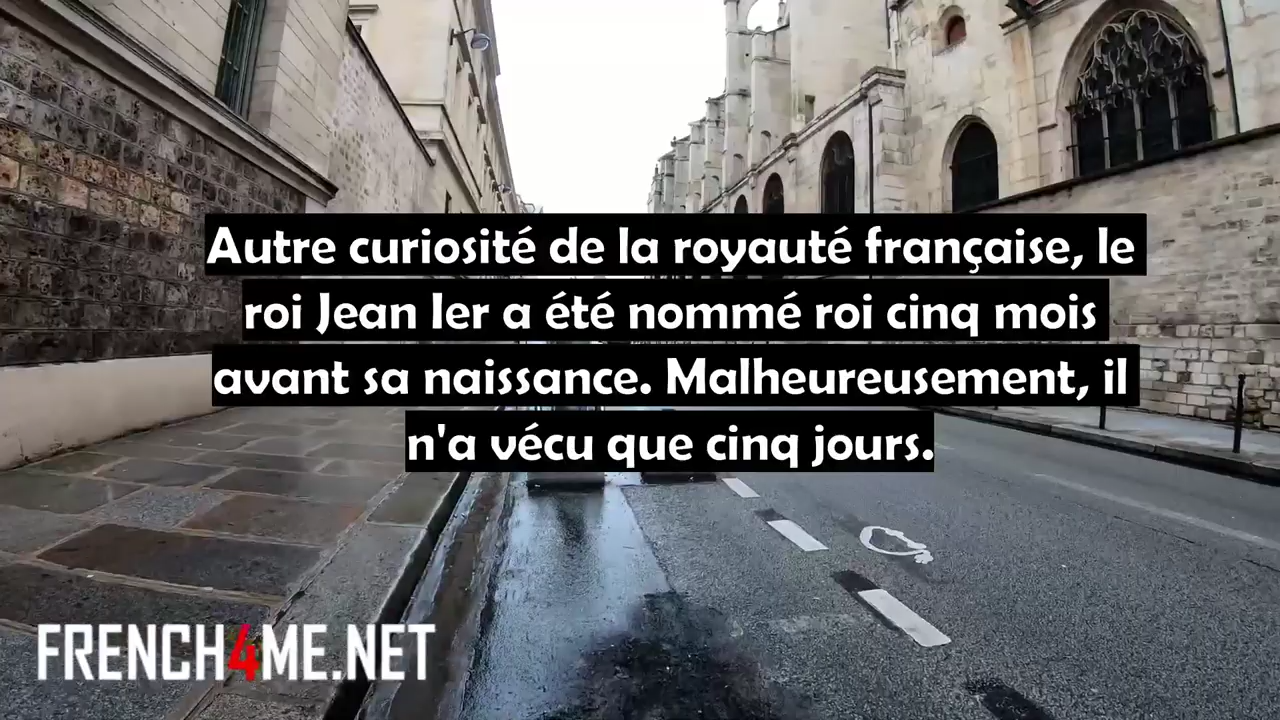 Autre curiosité de la royauté française, le
roi Jean Ier a été nommé roi cinq mois
avant sa naissance. Malheureusement, il
n'a vécu que cinq jours.
FRENCH4ME.NET